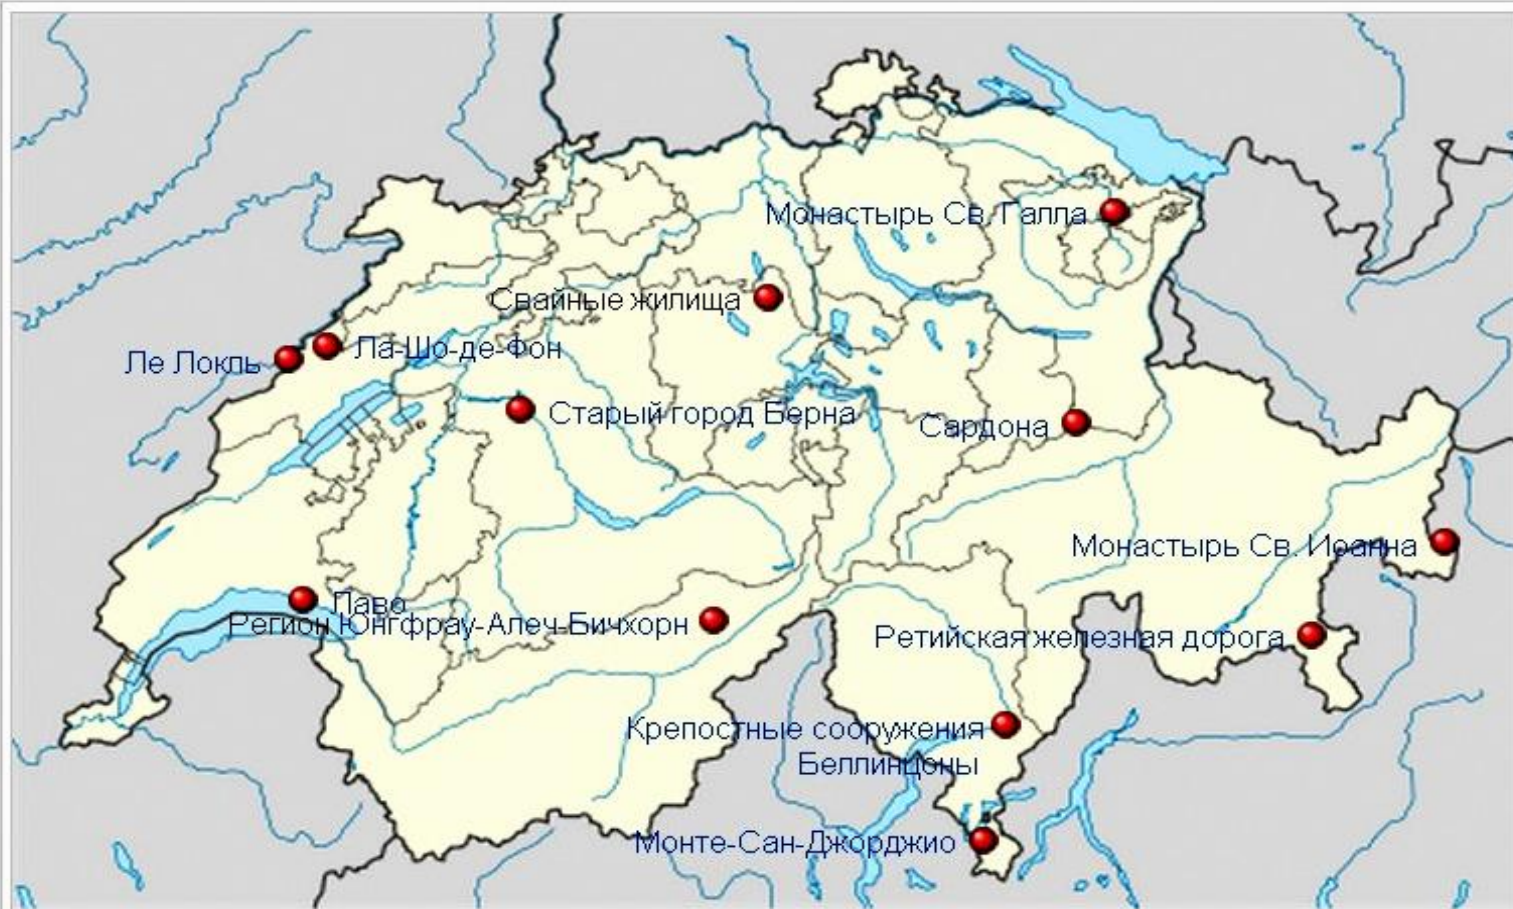 Монастырь Св. Галла
Свайные жилища
Ле Локль
Ла-Шо-де-Фон
Старый город Берна
Сардона
Монастырь Св. Иоанна
Лаво
Регион Юнгфрау-Алеч-Бичхорн
Ретийская железная дорога
Крепостные сооружения
Беллинцоны
Монте-Сан-Джорджио